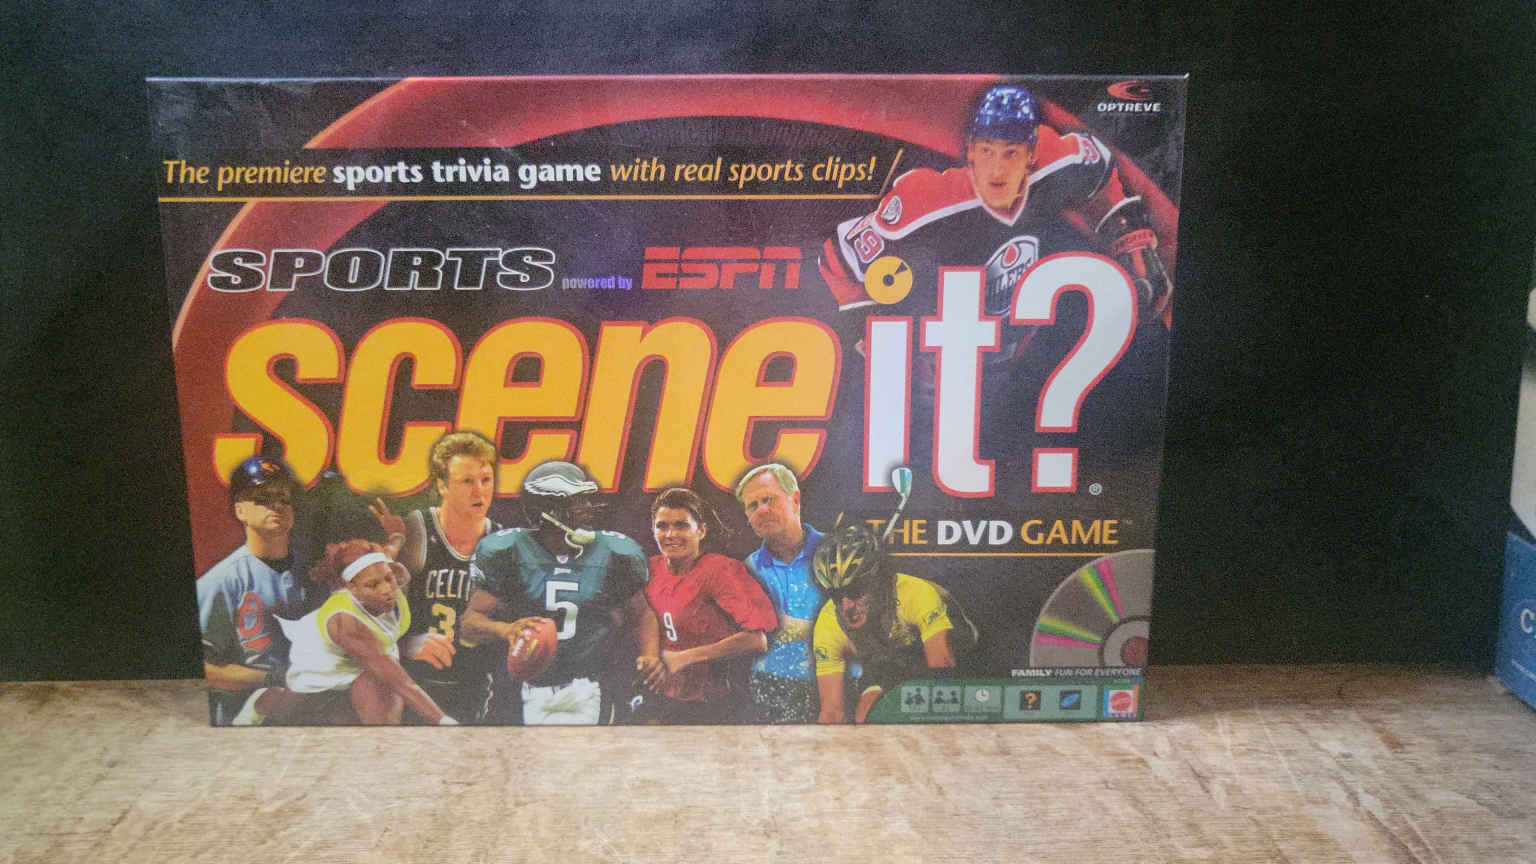 OPTREVE
The premiere sports trivia game with real sports clips!
SPORTS powered by ESPN
scene it?
®
THE DVD GAME
5
9
FAMILY FUN FOR EVERYONE
?